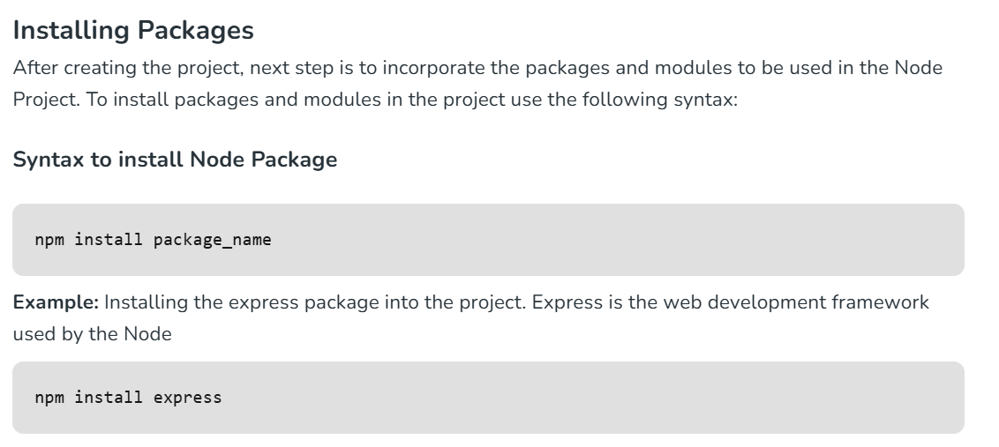 Installing Packages
After creating the project, next step is to incorporate the packages and modules to be used in the Node
Project. To install packages and modules in the project use the following syntax:
Syntax to install Node Package
npm install package_name
Example: Installing the express package into the project. Express is the web development framework
used by the Node
npm install express